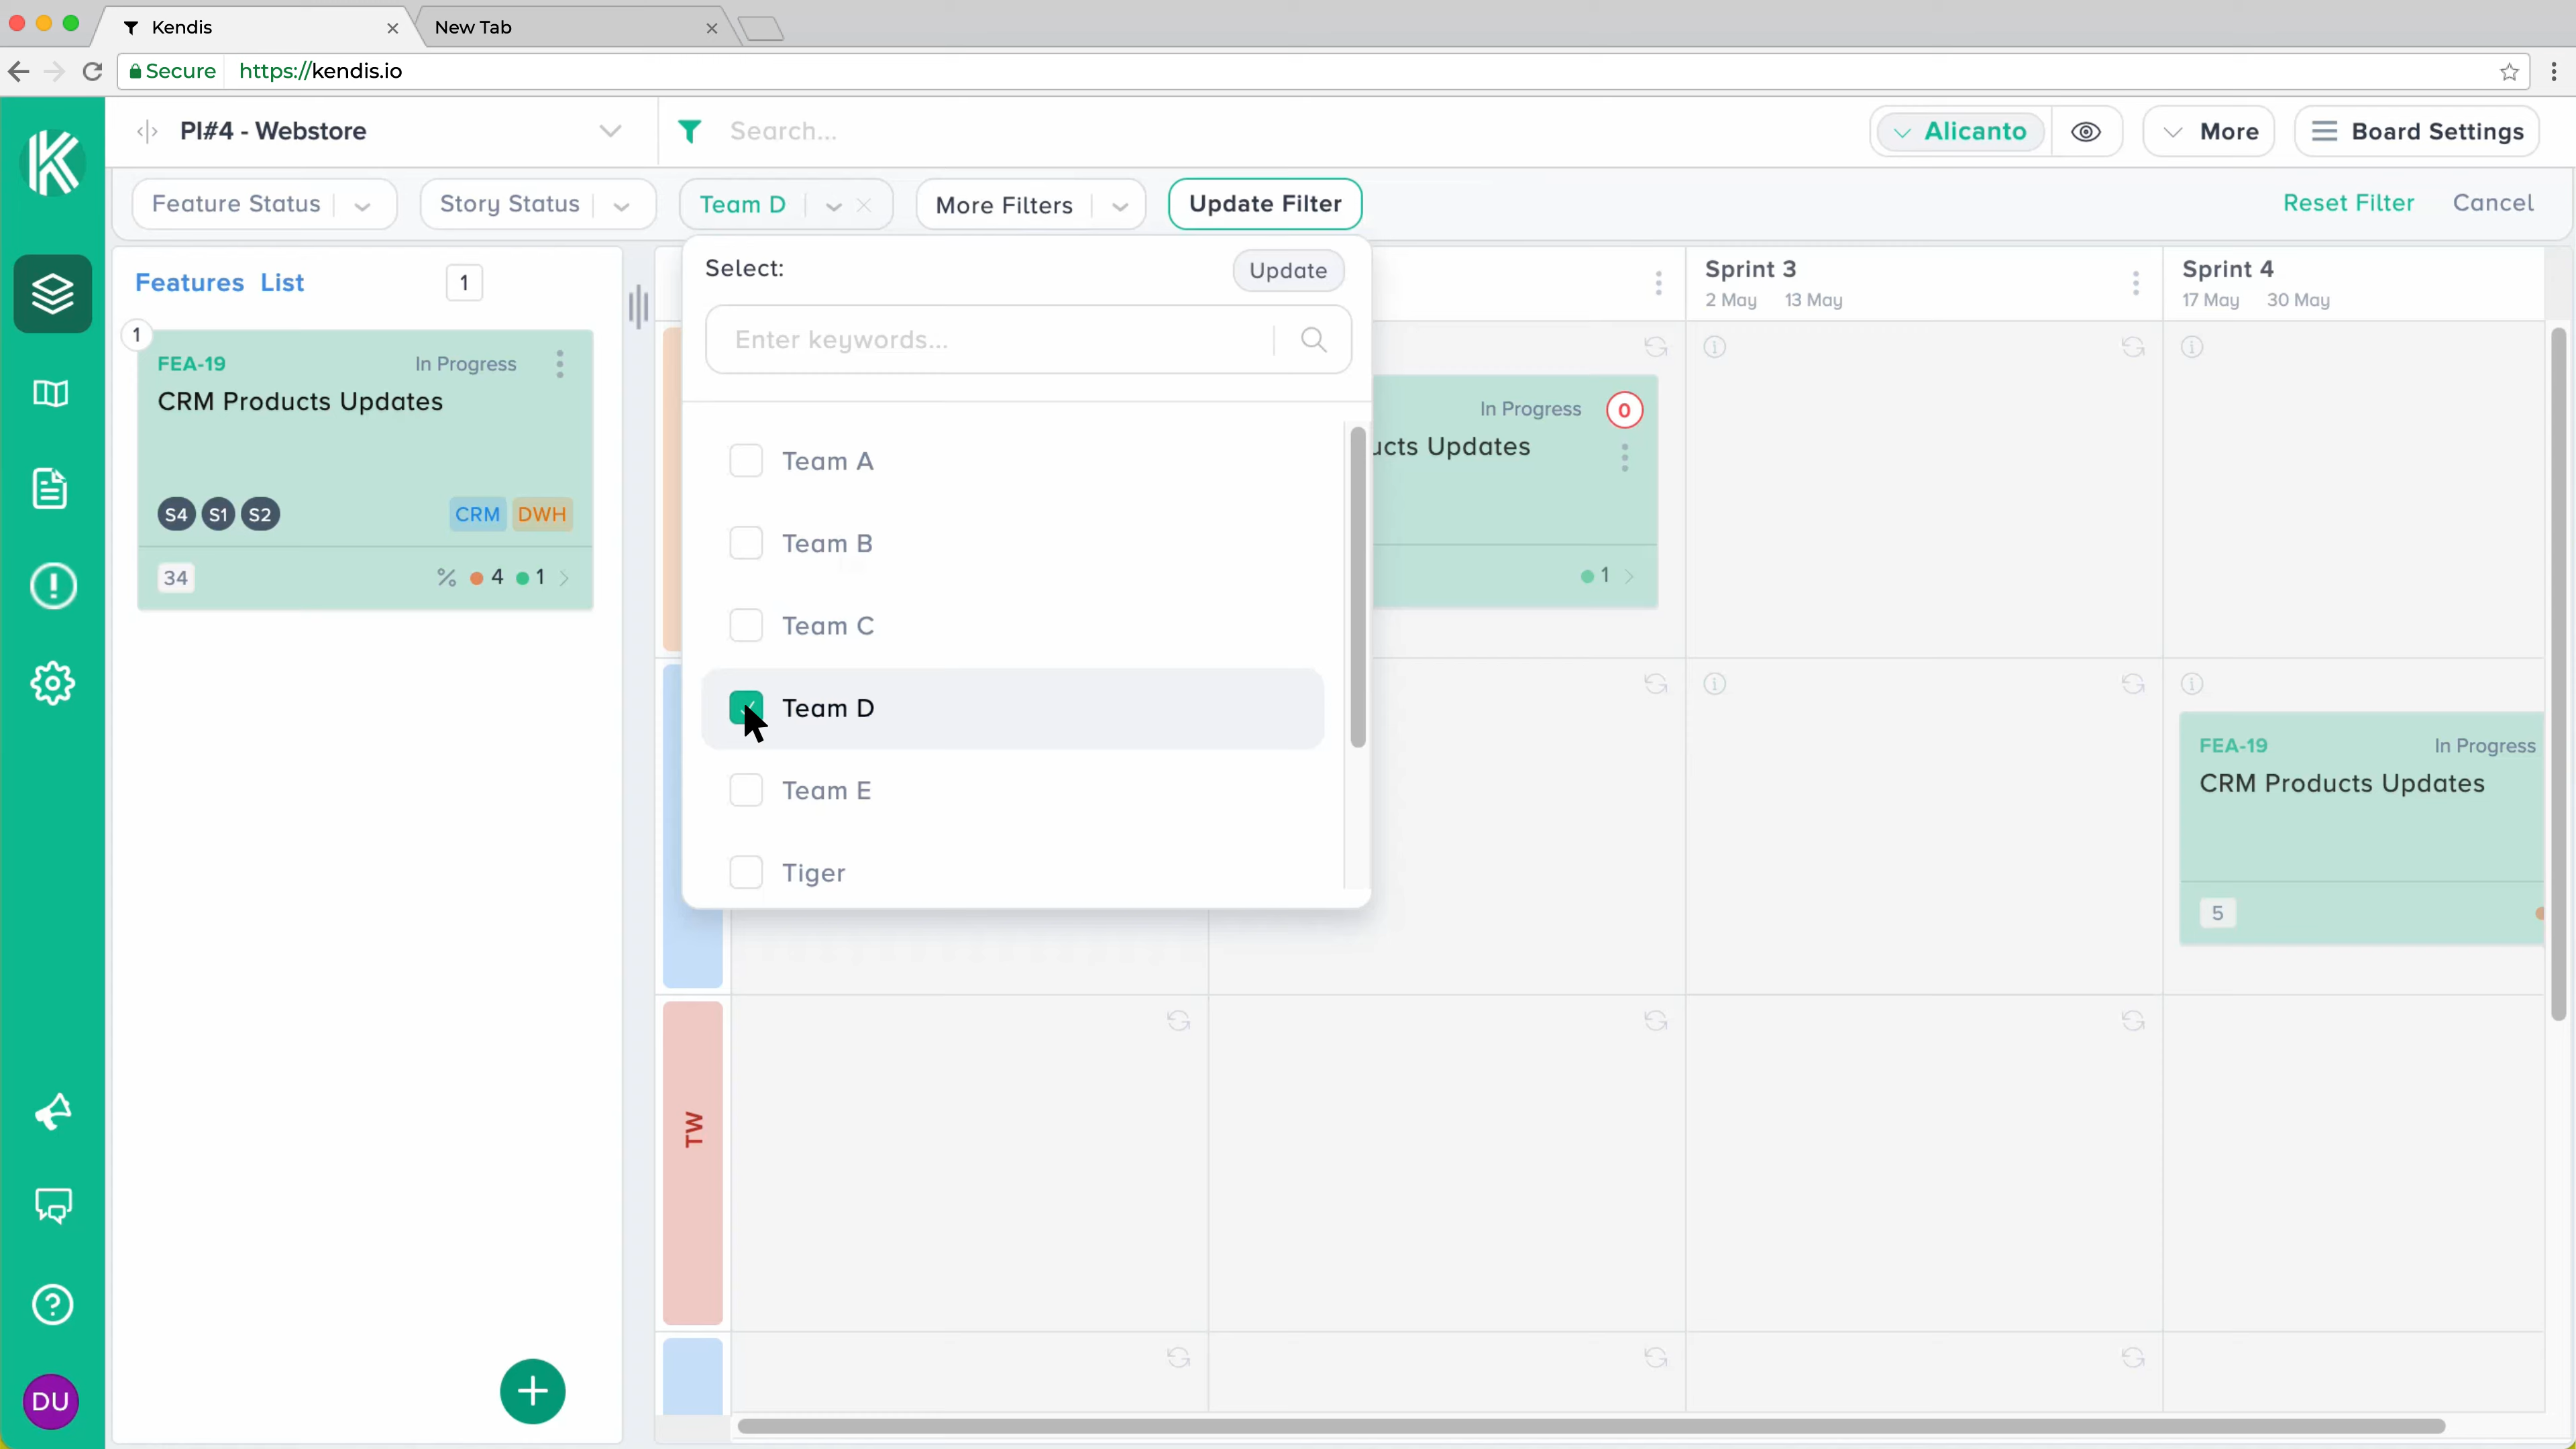 Kendis
New Tab
Secure https://kendis.io
PI#4 - Webstore
Search...
Alicanto
More
Board Settings
Feature Status
Story Status
Team D
More Filters
Update Filter
Reset Filter
Cancel
Features List 1
1
FEA-19 In Progress
CRM Products Updates
S4 S1 S2 CRM DWH
34 % 4 1
Select: Update
Enter keywords...
Team A
Team B
Team C
Team D
Team E
Tiger
Sprint 3
2 May 13 May
Sprint 4
17 May 30 May
In Progress 0
ucts Updates
1
FEA-19 In Progress
CRM Products Updates
5
TW
DU